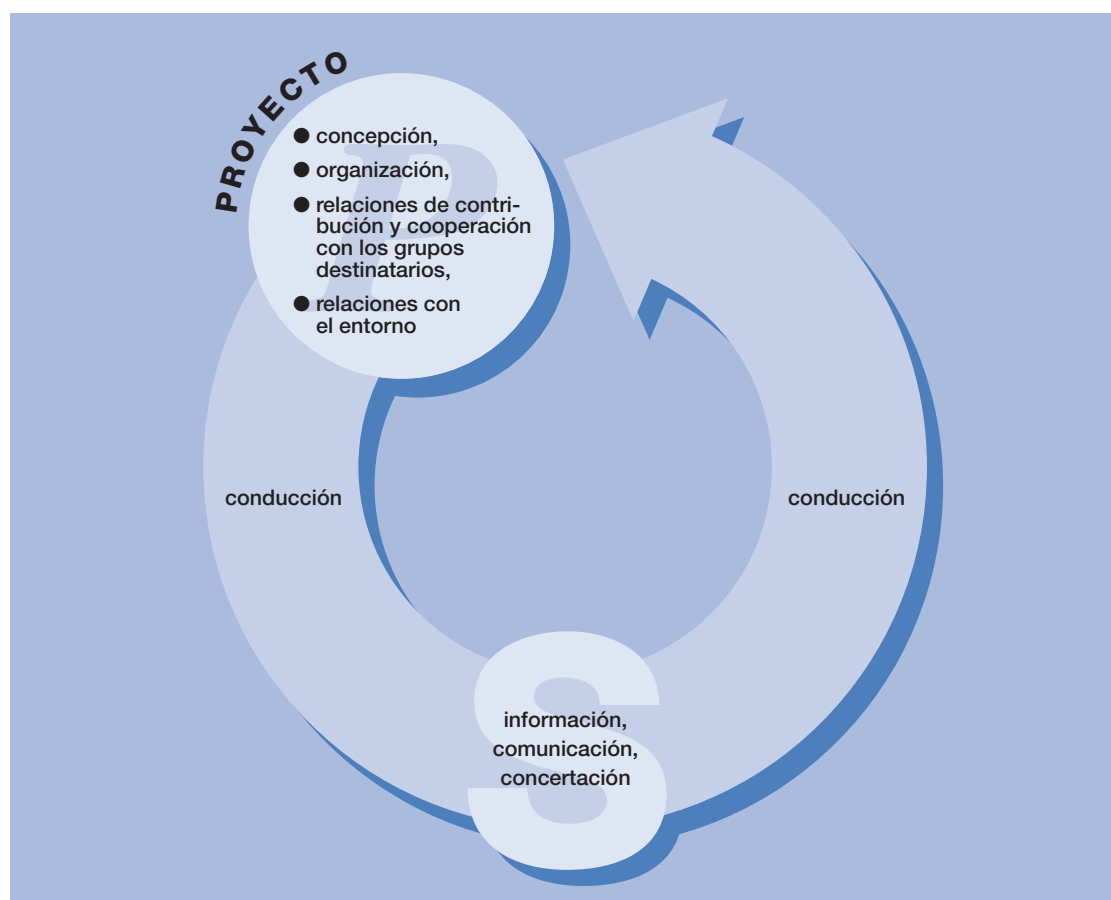 PROYECTO
P
● concepción,
● organización,
● relaciones de contri-
bución y cooperación
con los grupos
destinatarios,
● relaciones con
el entorno
conducción
conducción
S
información,
comunicación,
concertación